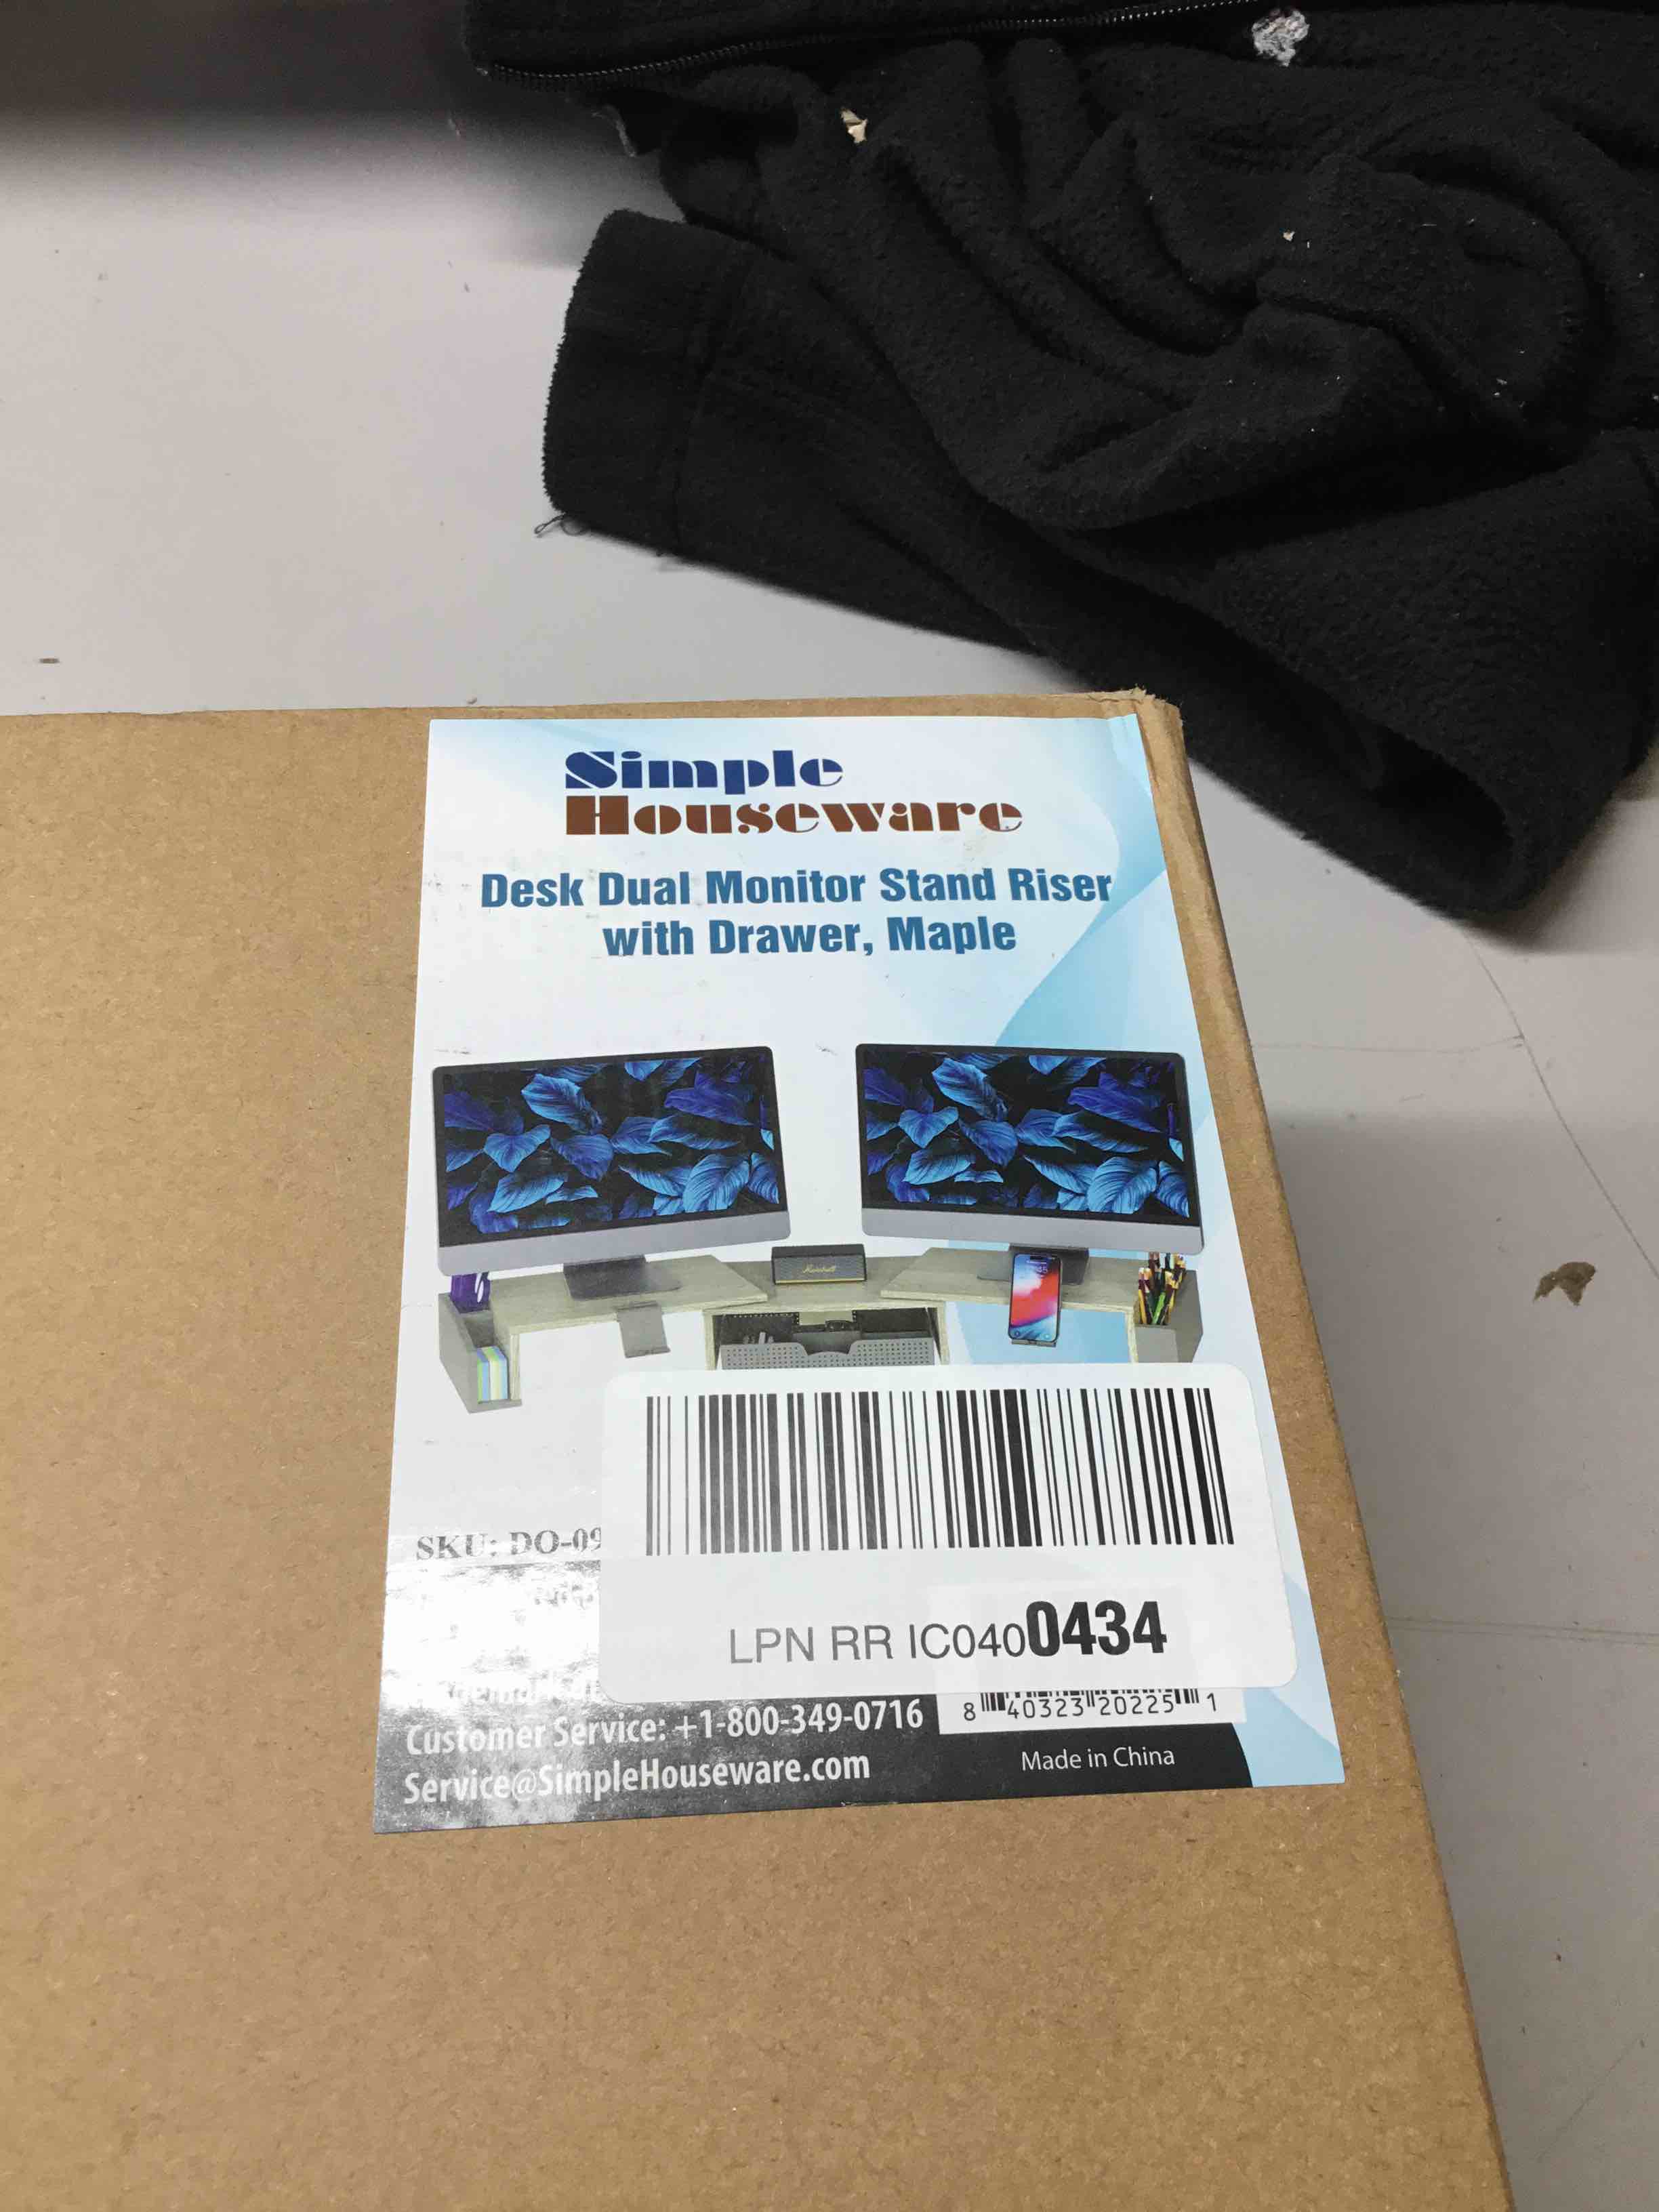 Simple
Houseware
Desk Dual Monitor Stand Riser
with Drawer, Maple
Marshall
SKU: DO-09
LPN RR IC0400434
8 40323 20225 1
Customer Service: +1-800-349-0716
Service@SimpleHouseware.com
Made in China